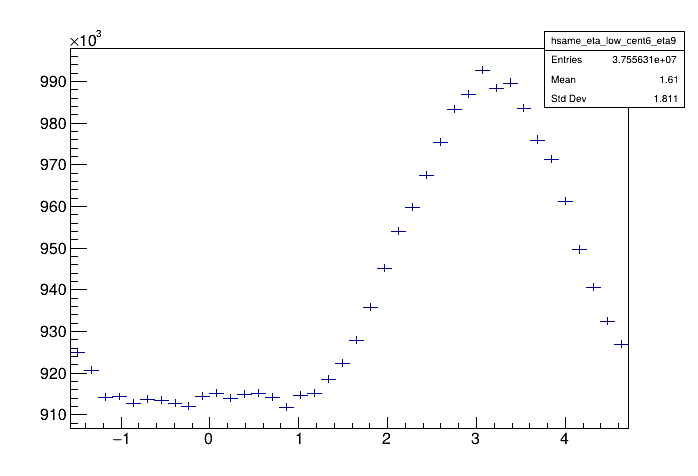 ×10³
hsame_eta_low_cent6_eta9
Entries 3.755631e+07
Mean 1.61
Std Dev 1.811
990
980
970
960
950
940
930
920
910
−1 0 1 2 3 4